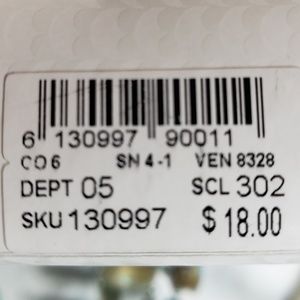 6 130997 90011
CO 6 SN 4-1 VEN 8328
DEPT 05 SCL 302
SKU 130997 $18.00